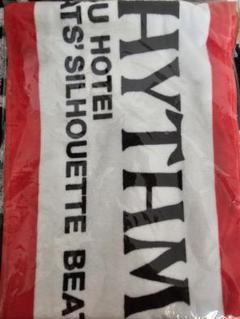 HYTHM
U HOTEI
ATS' SILHOUETTE BEAT